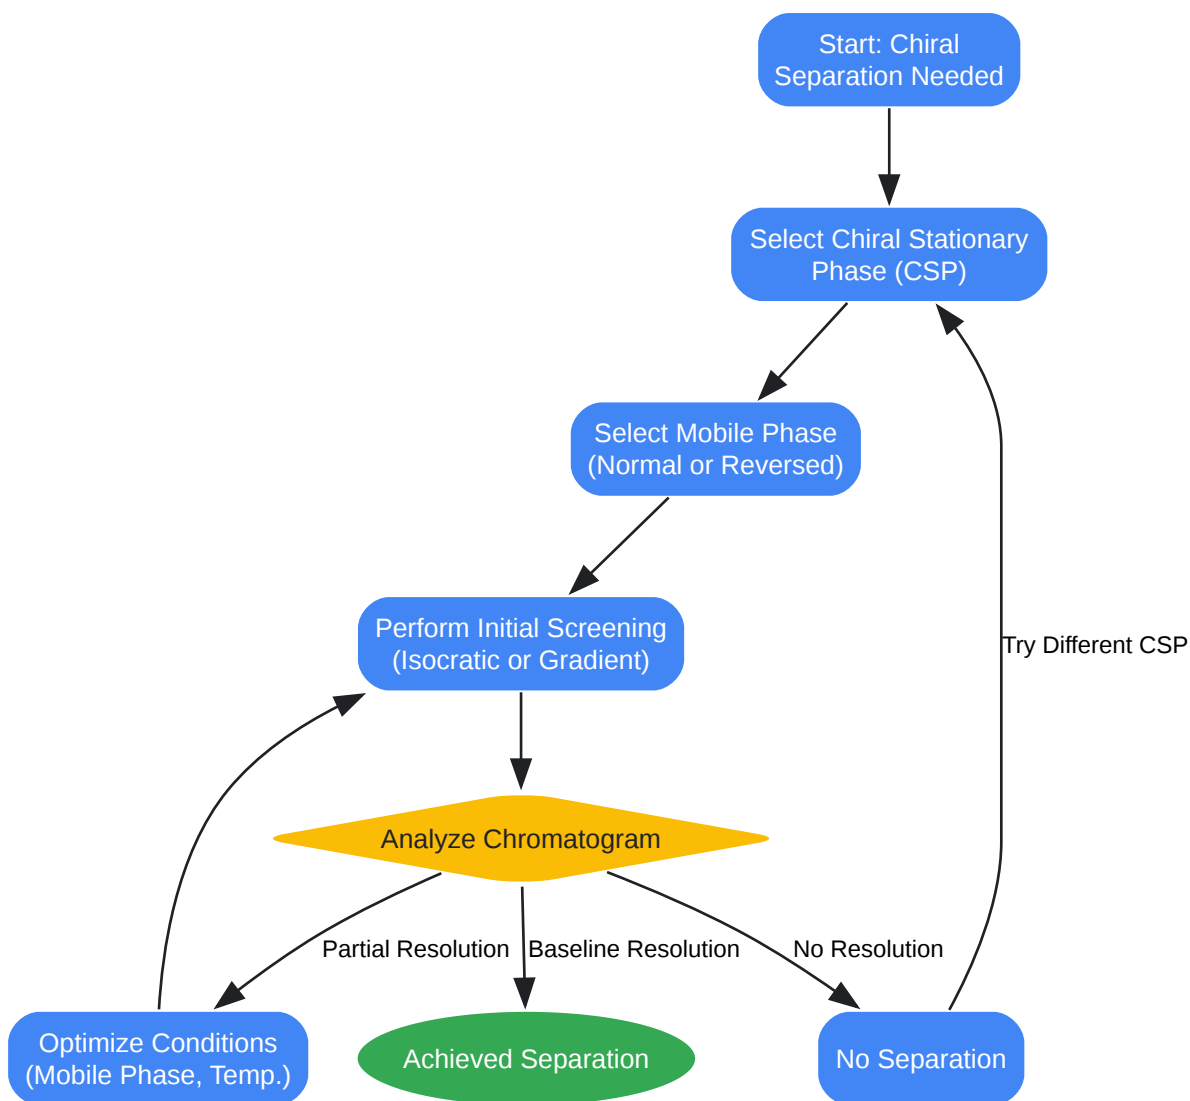 Start: Chiral
Separation Needed
Select Chiral Stationary
Phase (CSP)
Select Mobile Phase
(Normal or Reversed)
Perform Initial Screening
(Isocratic or Gradient)
Try Different CSP
Analyze Chromatogram
Partial Resolution
Baseline Resolution
No Resolution
Optimize Conditions
(Mobile Phase, Temp.)
Achieved Separation
No Separation